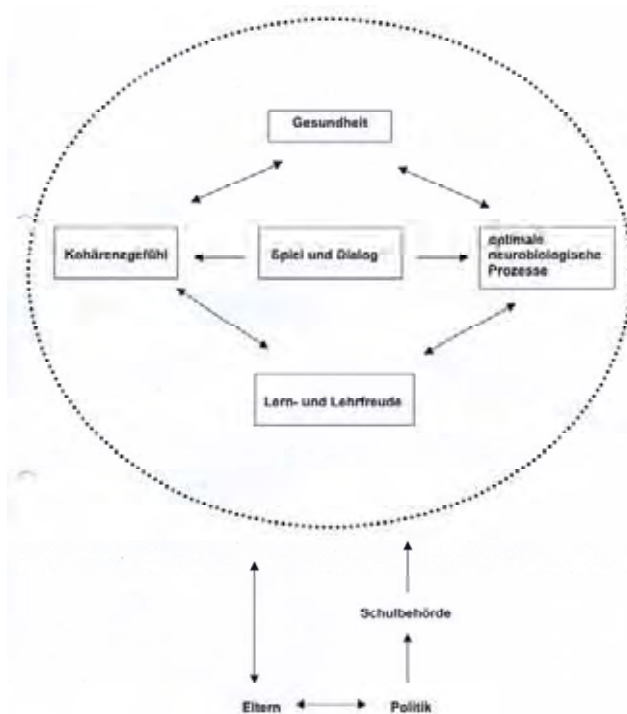 Gesundheit
Kohärenzgefühl
Spiel und Dialog
optimale
neurobiologische
Prozesse
Lern- und Lehrfreude
Schulbehörde
Eltern
Politik